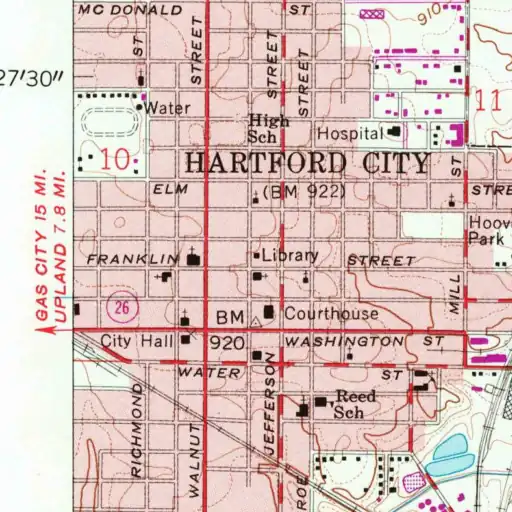 MC DONALD ST
910
27'30"
ST
STREET
STREET
STREET
Water
11
High
Sch
Hospital
10
HARTFORD CITY
ST
ELM
(BM 922)
STRE
Hoov
Park
GAS CITY 15 MI.
UPLAND 7.8 MI.
FRANKLIN
Library
STREET
MILL
26
BM
Courthouse
City Hall
920
WASHINGTON ST
WATER
ST
RICHMOND
WALNUT
JEFFERSON
Reed
Sch
ROE